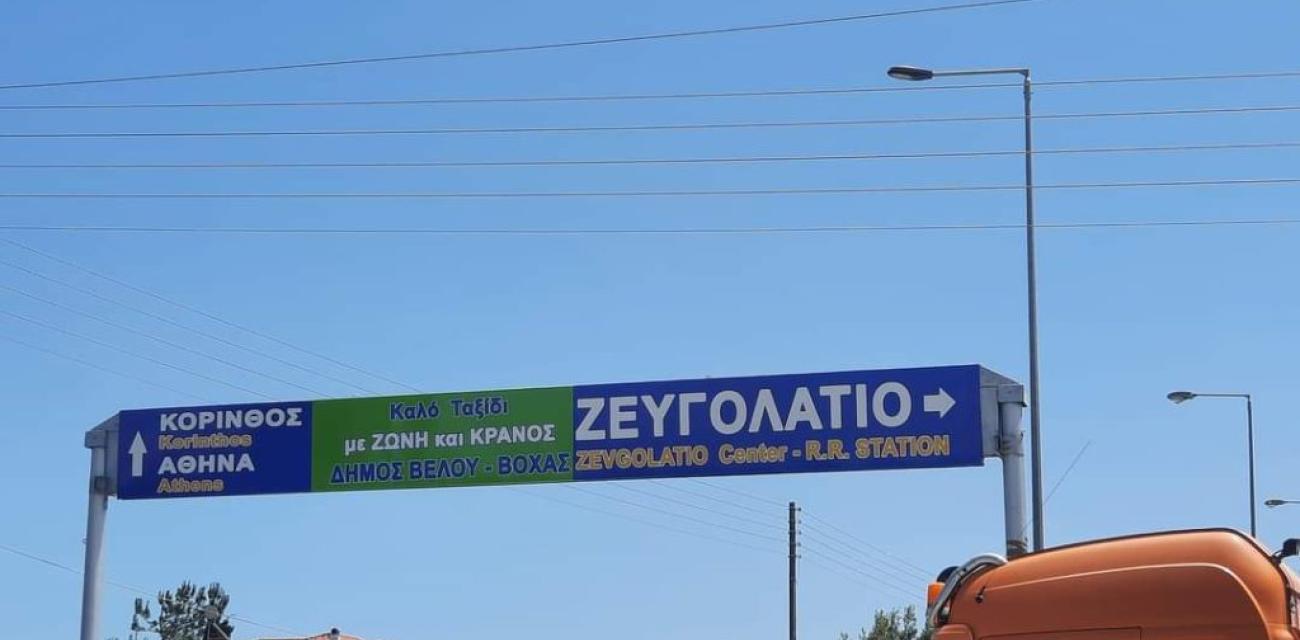 ΚΟΡΙΝΘΟΣ
Korinthos
ΑΘΗΝΑ
Athens
Καλό Ταξίδι
με ΖΩΝΗ και ΚΡΑΝΟΣ
ΔΗΜΟΣ ΒΕΛΟΥ - ΒΟΧΑΣ
ΖΕΥΓΟΛΑΤΙΟ
ZEVGOLATIO Center - R.R. STATION